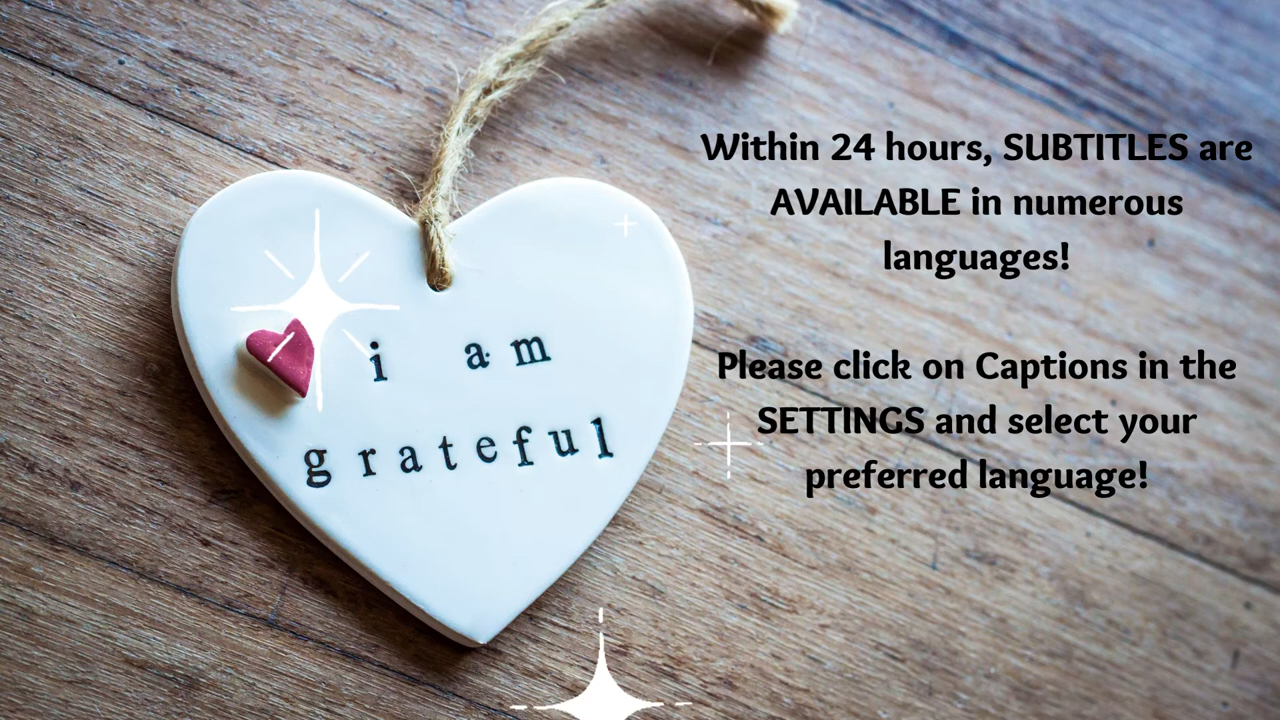 i am
grateful
Within 24 hours, SUBTITLES are
AVAILABLE in numerous
languages!
Please click on Captions in the
SETTINGS and select your
preferred language!